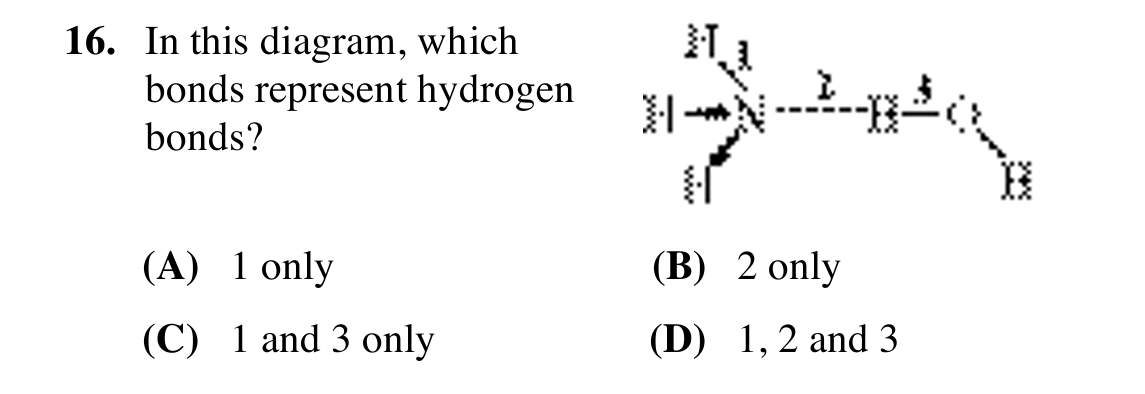 16. In this diagram, which
bonds represent hydrogen
bonds?
N
2
(A) 1 only
(B) 2 only
(C) 1 and 3 only
(D) 1, 2 and 3